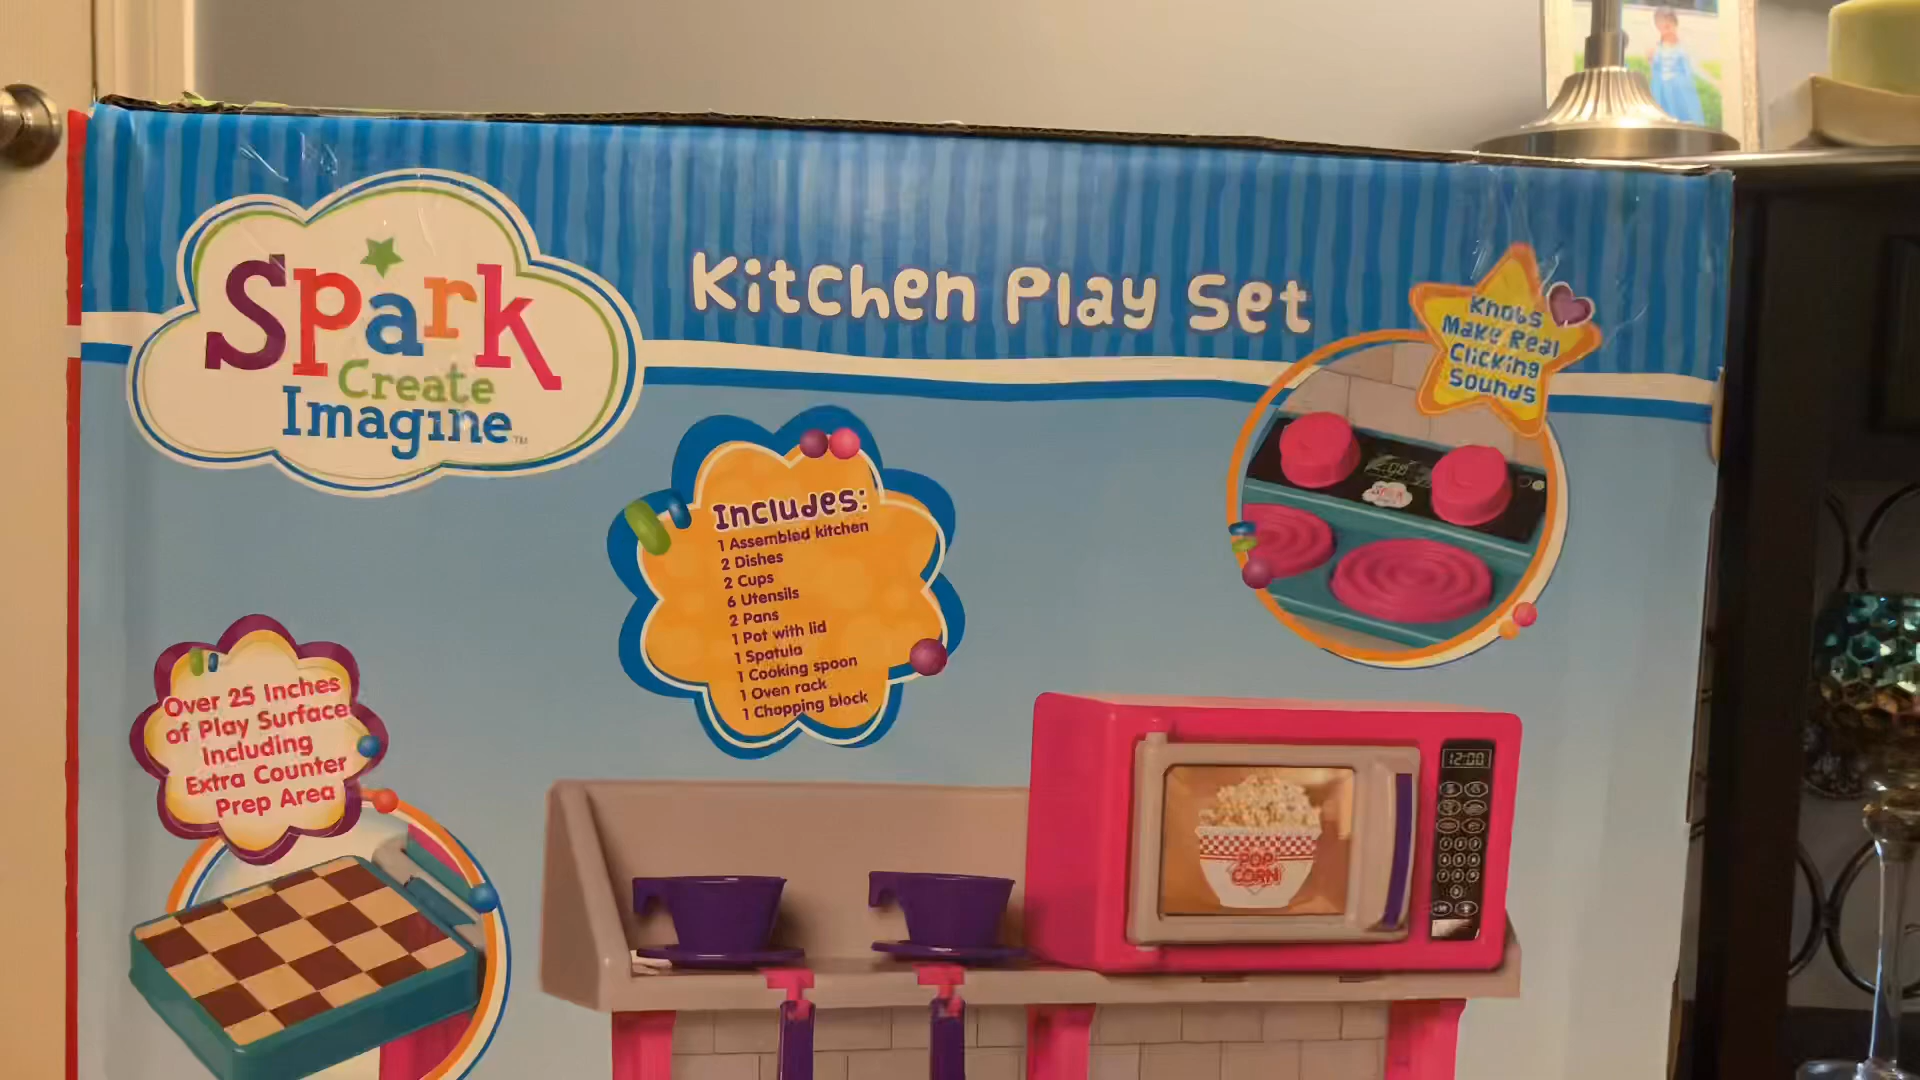 Spark
Create
Imagine™
Kitchen Play Set
Knobs
Make Real
Clicking
Sounds
Includes:
1 Assembled kitchen
2 Dishes
2 Cups
6 Utensils
2 Pans
1 Pot with lid
1 Spatula
1 Cooking spoon
1 Oven rack
1 Chopping block
Over 25 Inches
of Play Surface
Including
Extra Counter
Prep Area
12:00
POP
CORN